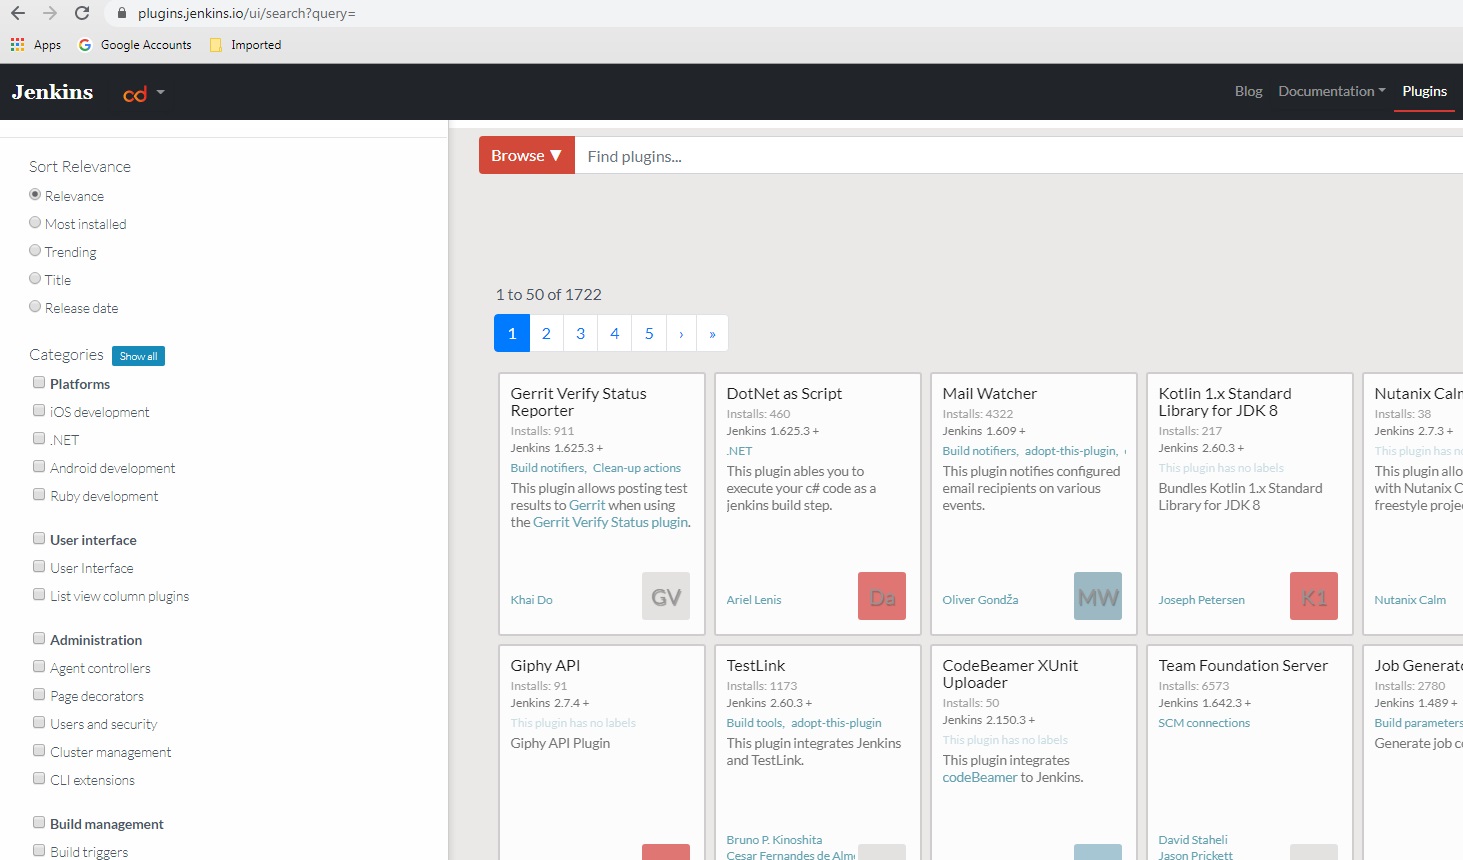 plugins.jenkins.io/ui/search?query=
Apps Google Accounts Imported
Jenkins cd Blog Documentation Plugins
Sort Relevance
Relevance
Most installed
Trending
Title
Release date
Categories Show all
Platforms
iOS development
.NET
Android development
Ruby development
User interface
User Interface
List view column plugins
Administration
Agent controllers
Page decorators
Users and security
Cluster management
CLI extensions
Build management
Build triggers
Browse ▼ Find plugins...
1 to 50 of 1722
1 2 3 4 5 › »
Gerrit Verify Status
Reporter
Installs: 911
Jenkins 1.625.3 +
Build notifiers, Clean-up actions
This plugin allows posting test
results to Gerrit when using
the Gerrit Verify Status plugin.
Khai Do GV
DotNet as Script
Installs: 460
Jenkins 1.625.3 +
.NET
This plugin ables you to
execute your c# code as a
jenkins build step.
Ariel Lenis Da
Mail Watcher
Installs: 4322
Jenkins 1.609 +
Build notifiers, adopt-this-plugin,
This plugin notifies configured
email recipients on various
events.
Oliver Gondža MW
Kotlin 1.x Standard
Library for JDK 8
Installs: 217
Jenkins 2.60.3 +
This plugin has no labels
Bundles Kotlin 1.x Standard
Library for JDK 8
Joseph Petersen K1
Nutanix Calm
Installs: 38
Jenkins 2.7.3 +
This plugin has no
This plugin allo
with Nutanix C
freestyle proje
Nutanix Calm
Giphy API
Installs: 91
Jenkins 2.7.4 +
This plugin has no labels
Giphy API Plugin
TestLink
Installs: 1173
Jenkins 2.60.3 +
Build tools, adopt-this-plugin
This plugin integrates Jenkins
and TestLink.
Bruno P. Kinoshita
Cesar Fernandes de Alm
CodeBeamer XUnit
Uploader
Installs: 50
Jenkins 2.150.3 +
This plugin has no labels
This plugin integrates
codeBeamer to Jenkins.
Team Foundation Server
Installs: 6573
Jenkins 1.642.3 +
SCM connections
David Staheli
Jason Prickett
Job Generato
Installs: 2780
Jenkins 1.489 +
Build parameters
Generate job c